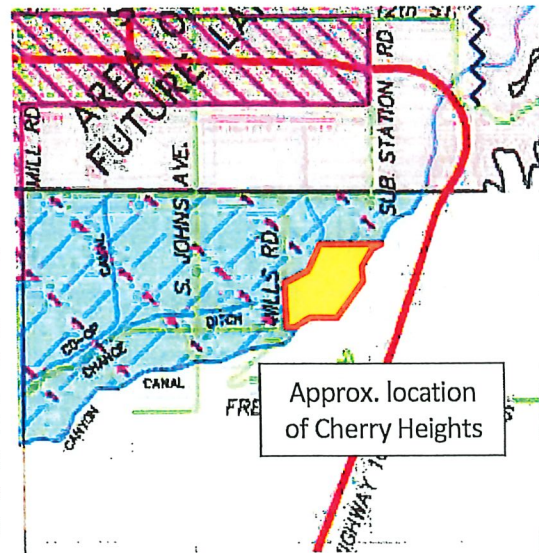 AREA OF
FUTURE
MILL RD
S. JOHNS AVE.
SUB. STATION RD
MILLS RD.
CANAL
CO-OP
CHANCE
DITCH
CANAL
CANYON
Approx. location
of Cherry Heights